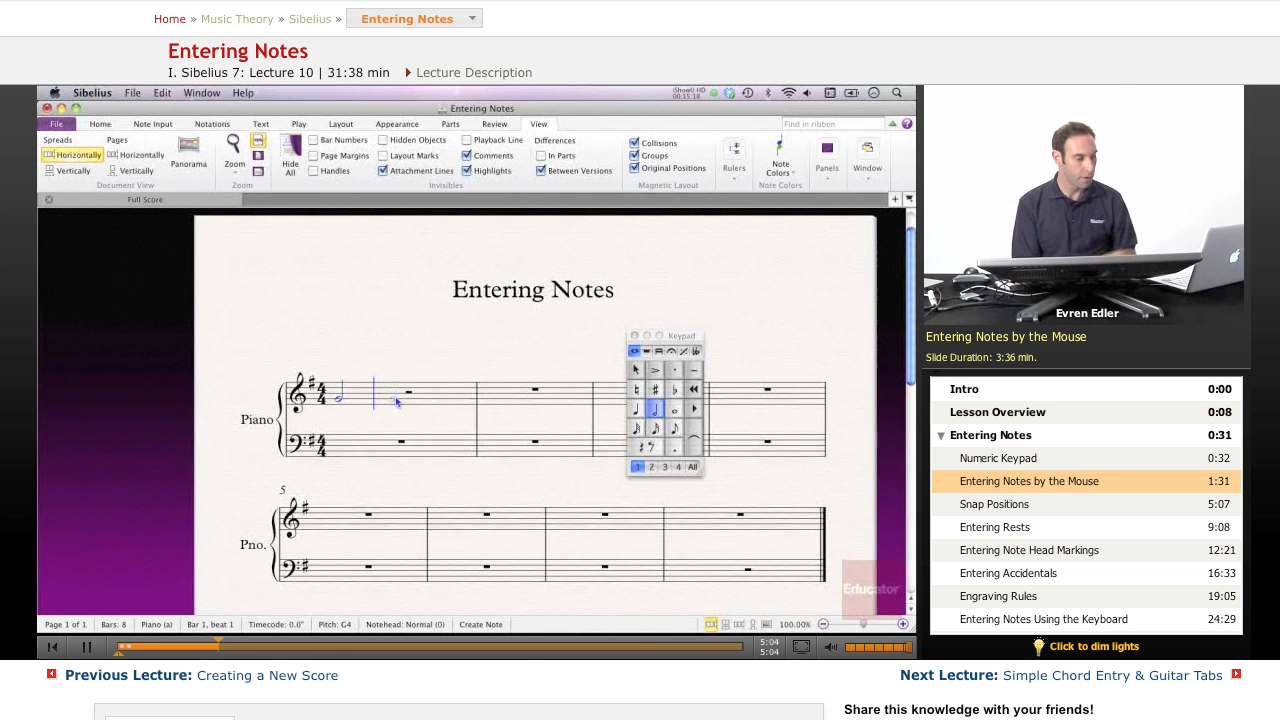 Home » Music Theory » Sibelius » Entering Notes
Entering Notes
I. Sibelius 7: Lecture 10 | 31:38 min Lecture Description
Sibelius File Edit Window Help
iShowU HD
00:15:18
Entering Notes
File Home Note Input Notations Text Play Layout Appearance Parts Review View Find in ribbon
Spreads Pages
Horizontally Horizontally
Vertically Vertically
Panorama
Document View
Zoom
Zoom
Hide All
Bar Numbers Hidden Objects Playback Line
Page Margins Layout Marks Comments
Handles Attachment Lines Highlights
Invisibles
Differences
In Parts
Between Versions
Collisions
Groups
Original Positions
Magnetic Layout
Rulers
Note Colors
Note Colors
Panels
Window
Full Score
Entering Notes
Keypad
Piano
1 2 3 4 All
5
Pno.
Educator
Page 1 of 1 Bars: 8 Piano (a) Bar 1, beat 1 Timecode: 0.0" Pitch: G4 Notehead: Normal (0) Create Note 100.00%
5:04
5:04
Evren Edler
Entering Notes by the Mouse
Slide Duration: 3:36 min.
Intro 0:00
Lesson Overview 0:08
Entering Notes 0:31
Numeric Keypad 0:32
Entering Notes by the Mouse 1:31
Snap Positions 5:07
Entering Rests 9:08
Entering Note Head Markings 12:21
Entering Accidentals 16:33
Engraving Rules 19:05
Entering Notes Using the Keyboard 24:29
Click to dim lights
Previous Lecture: Creating a New Score
Next Lecture: Simple Chord Entry & Guitar Tabs
Share this knowledge with your friends!